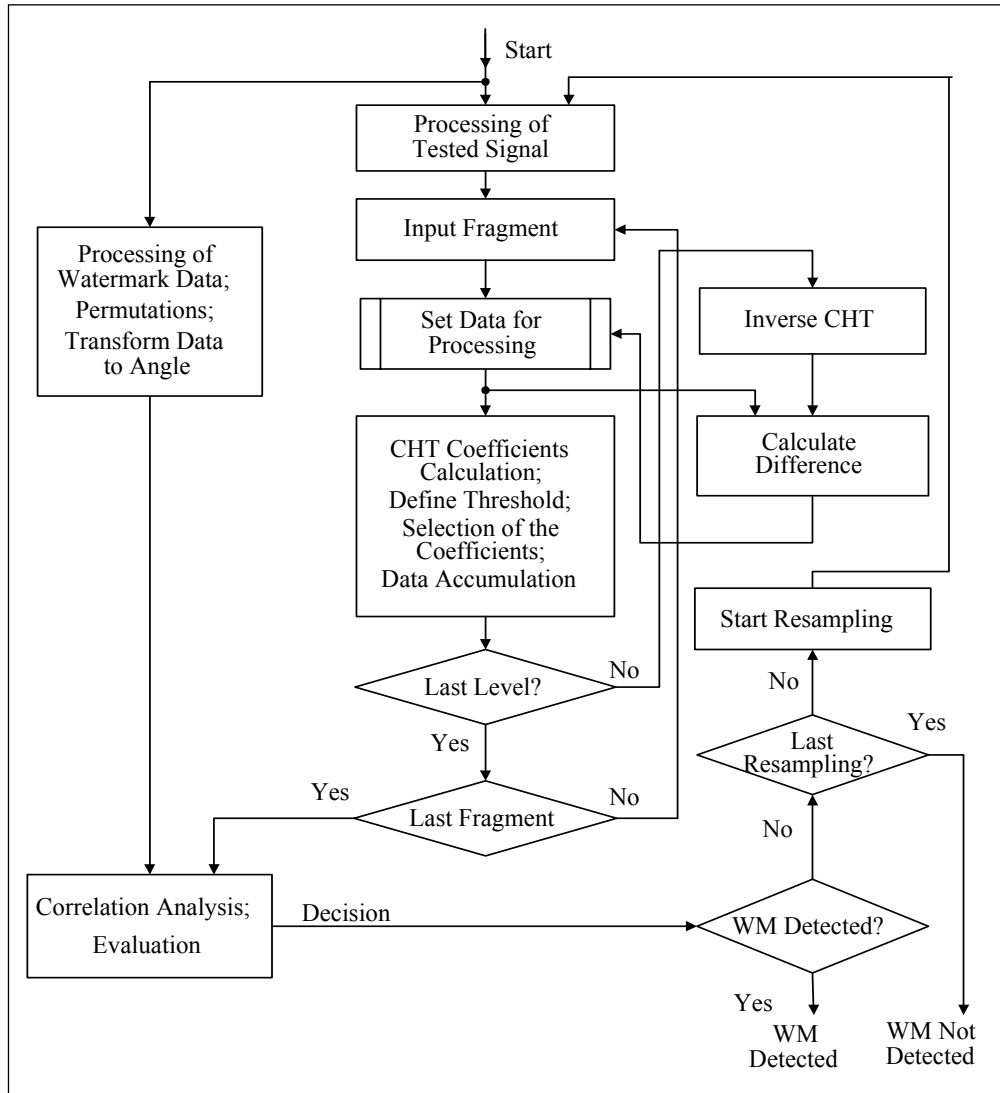 Start
Processing of
Tested Signal
Input Fragment
Processing of
Watermark Data;
Permutations;
Transform Data
to Angle
Set Data for
Processing
Inverse CHT
Calculate
Difference
CHT Coefficients
Calculation;
Define Threshold;
Selection of the
Coefficients;
Data Accumulation
Start Resampling
Last Level?
No
No
Yes
Last
Resampling?
Yes
Last Fragment
Yes
No
No
Correlation Analysis;
Evaluation
Decision
WM Detected?
Yes
WM
Detected
WM Not
Detected